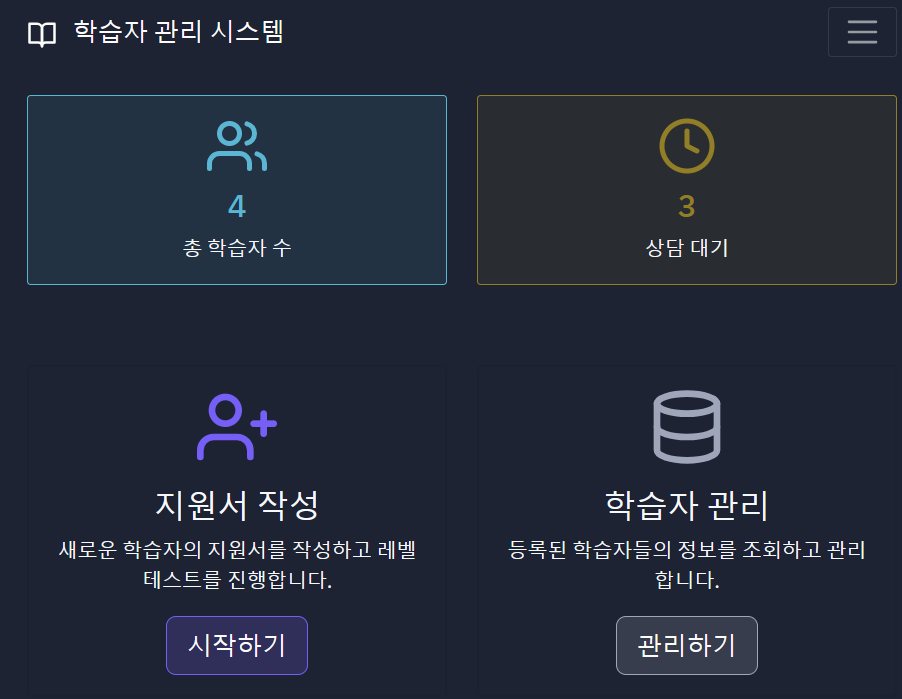 학습자 관리 시스템
4
총 학습자 수
3
상담 대기
지원서 작성
새로운 학습자의 지원서를 작성하고 레벨
테스트를 진행합니다.
시작하기
학습자 관리
등록된 학습자들의 정보를 조회하고 관리
합니다.
관리하기